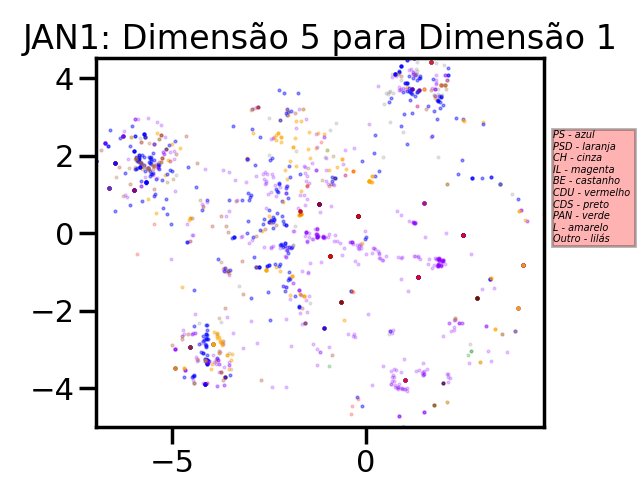 JAN1: Dimensão 5 para Dimensão 1
4
2
0
−2
−4
−5
0
PS - azul
PSD - laranja
CH - cinza
IL - magenta
BE - castanho
CDU - vermelho
CDS - preto
PAN - verde
L - amarelo
Outro - lilás